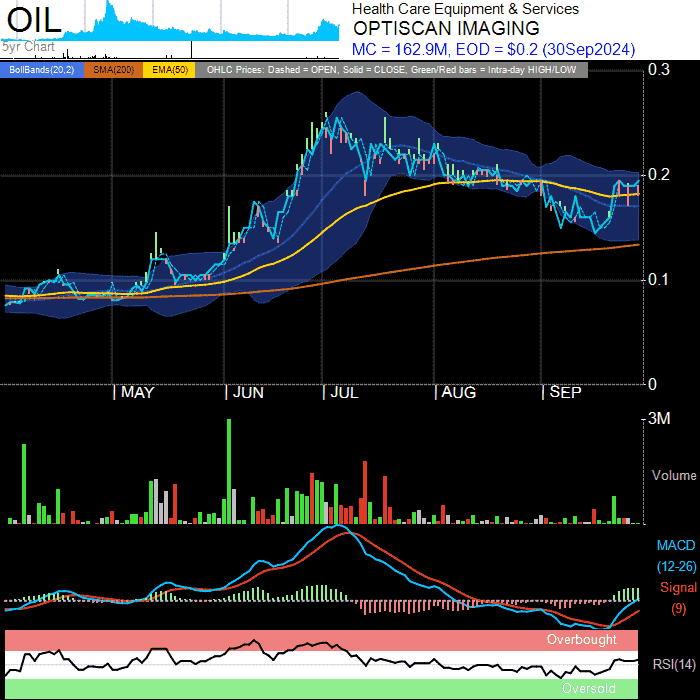 OIL
5yr Chart
Health Care Equipment & Services
OPTISCAN IMAGING
MC = 162.9M, EOD = $0.2 (30Sep2024)
BollBands(20,2) SMA(200) EMA(50) OHLC Prices: Dashed = OPEN, Solid = CLOSE, Green/Red bars = Intra-day HIGH/LOW
0.3
0.2
0.1
0
MAY JUN JUL AUG SEP
3M
Volume
MACD
(12-26)
Signal
(9)
Overbought
RSI(14)
Oversold